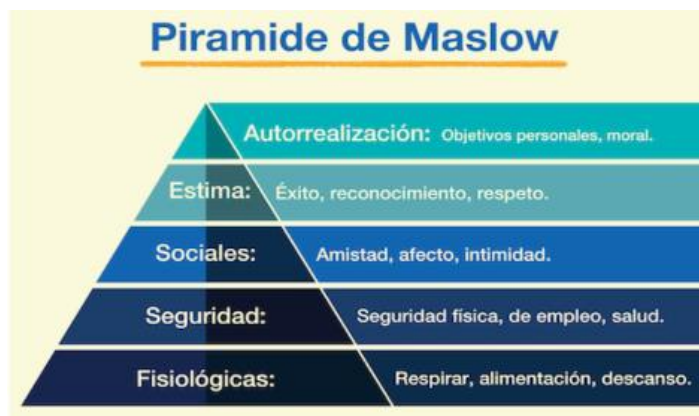 Piramide de Maslow
Autorrealización: Objetivos personales, moral.
Estima: Éxito, reconocimiento, respeto.
Sociales: Amistad, afecto, intimidad.
Seguridad: Seguridad física, de empleo, salud.
Fisiológicas: Respirar, alimentación, descanso.